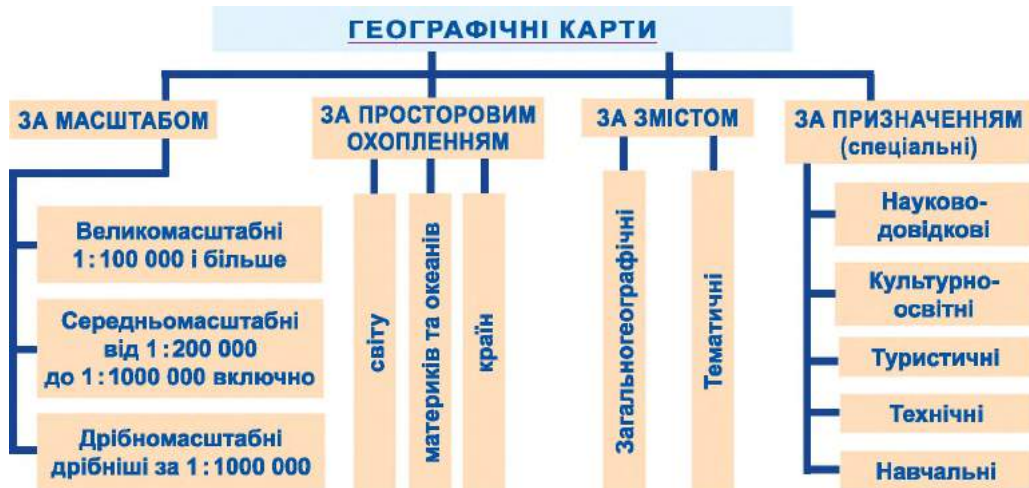 ГЕОГРАФІЧНІ КАРТИ
ЗА МАСШТАБОМ
Великомасштабні
1:100 000 і більше
Середньомасштабні
від 1:200 000
до 1:1000 000 включно
Дрібномасштабні
дрібніші за 1:1000 000
ЗА ПРОСТОРОВИМ
ОХОПЛЕННЯМ
світу
материків та океанів
країн
ЗА ЗМІСТОМ
Загальногеографічні
Тематичні
ЗА ПРИЗНАЧЕННЯМ
(спеціальні)
Науково-
довідкові
Культурно-
освітні
Туристичні
Технічні
Навчальні